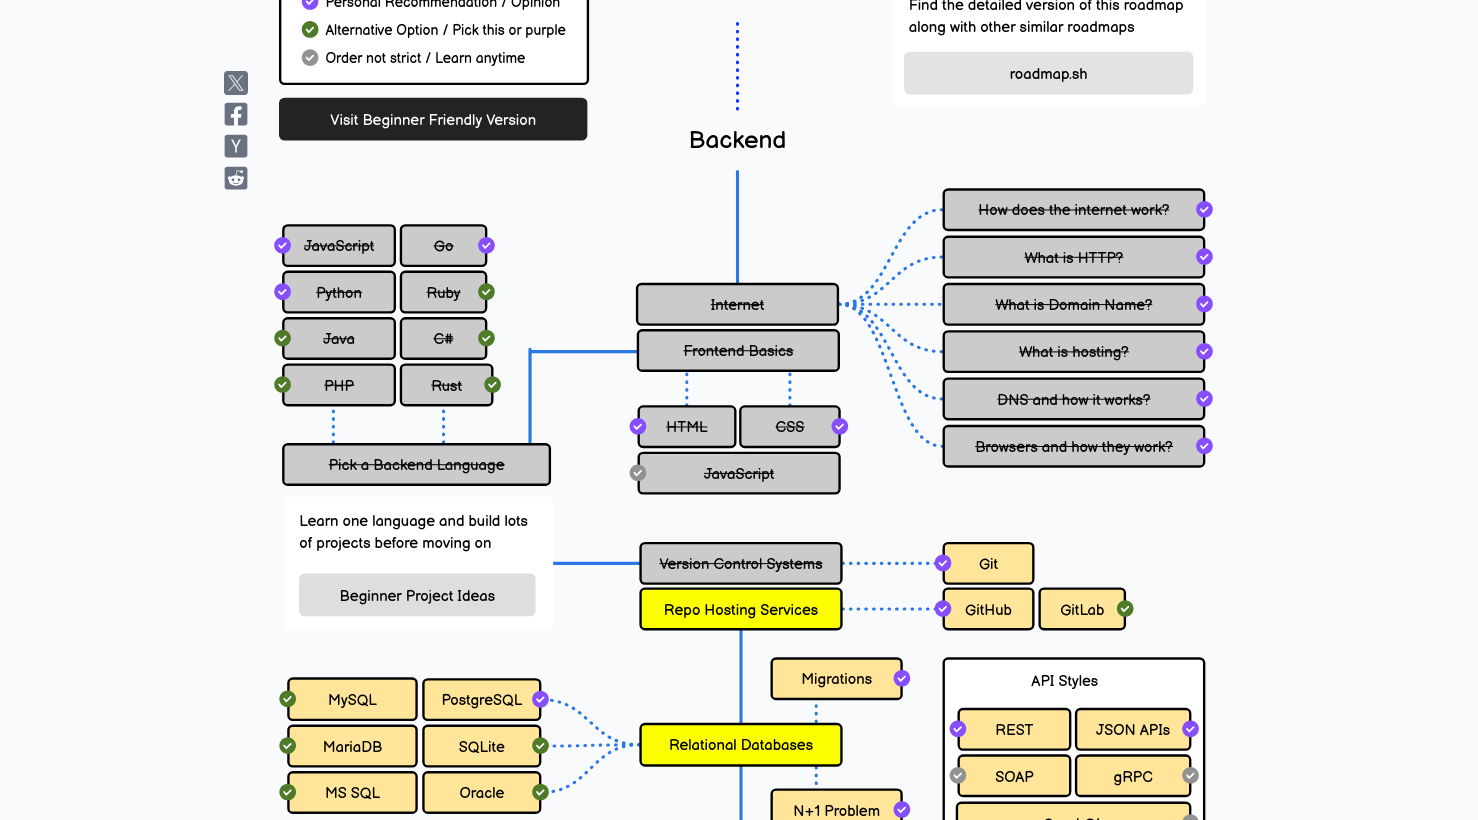 Personal Recommendation / Opinion
Alternative Option / Pick this or purple
Order not strict / Learn anytime
Visit Beginner Friendly Version
Find the detailed version of this roadmap
along with other similar roadmaps
roadmap.sh
Backend
JavaScript
Go
Python
Ruby
Java
C#
PHP
Rust
Pick a Backend Language
Learn one language and build lots
of projects before moving on
Beginner Project Ideas
Internet
Frontend Basics
HTML
CSS
JavaScript
How does the internet work?
What is HTTP?
What is Domain Name?
What is hosting?
DNS and how it works?
Browsers and how they work?
Version Control Systems
Repo Hosting Services
Git
GitHub
GitLab
MySQL
PostgreSQL
MariaDB
SQLite
MS SQL
Oracle
Relational Databases
Migrations
N+1 Problem
API Styles
REST
JSON APIs
SOAP
gRPC